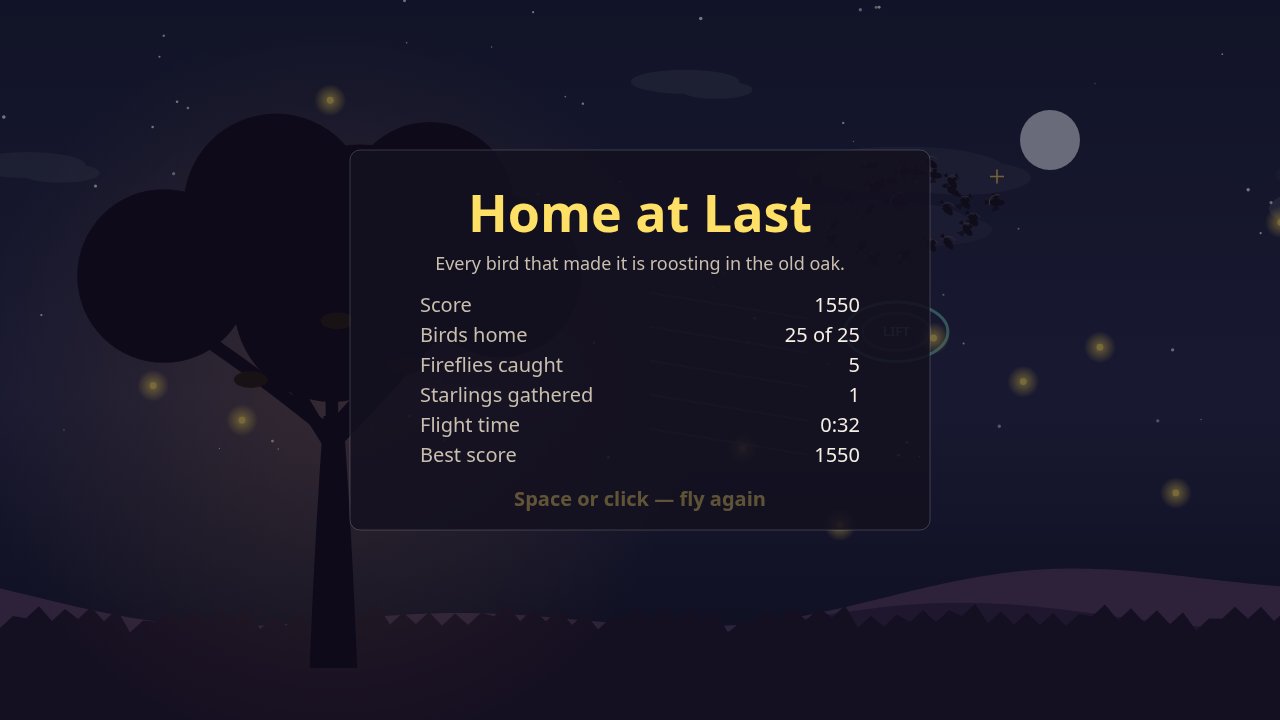 Home at Last
Every bird that made it is roosting in the old oak.
Score 1550
Birds home 25 of 25
LIFT
Fireflies caught 5
Starlings gathered 1
Flight time 0:32
Best score 1550
Space or click — fly again